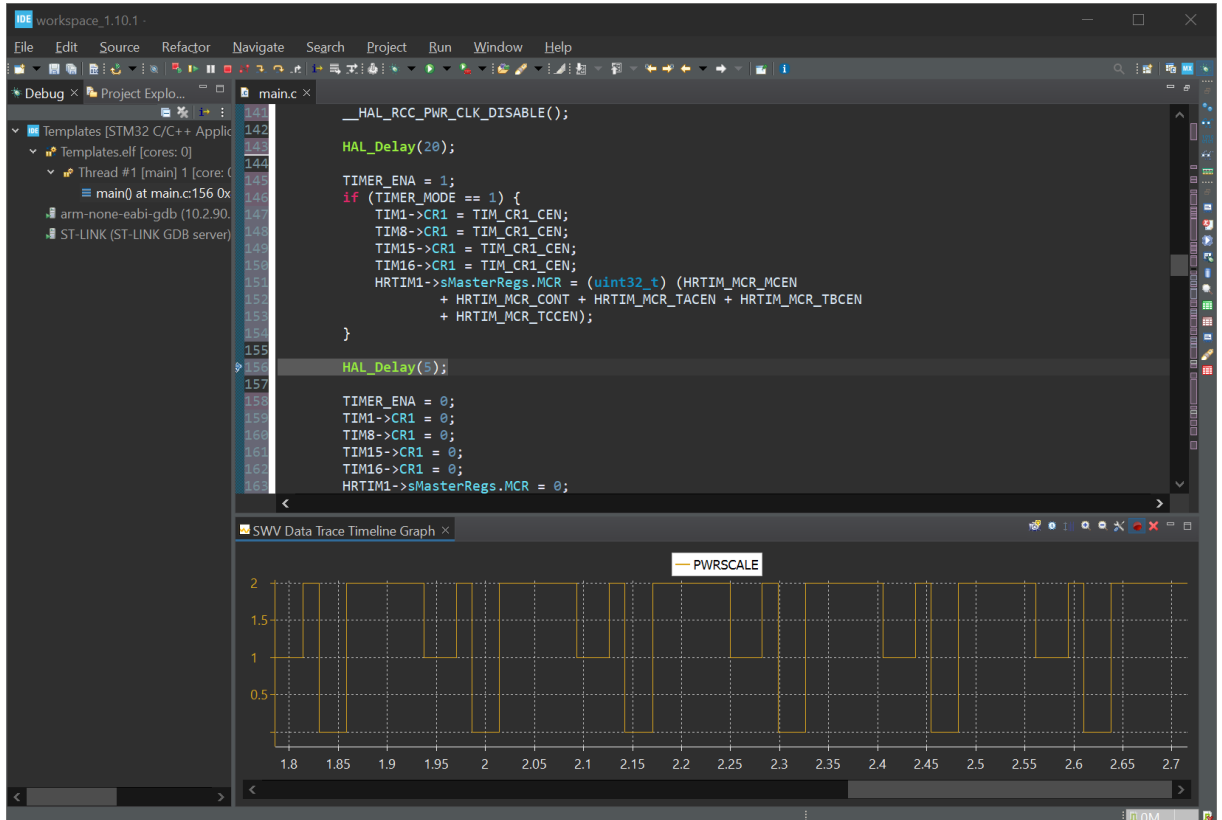 IDE workspace_1.10.1 -
File Edit Source Refactor Navigate Search Project Run Window Help
Debug × Project Explo... main.c ×
Templates [STM32 C/C++ Applic
Templates.elf [cores: 0]
Thread #1 [main] 1 [core: 0
main() at main.c:156 0x
arm-none-eabi-gdb (10.2.90.
ST-LINK (ST-LINK GDB server)
141 __HAL_RCC_PWR_CLK_DISABLE();
142
143 HAL_Delay(20);
144
145 TIMER_ENA = 1;
146 if (TIMER_MODE == 1) {
147 TIM1->CR1 = TIM_CR1_CEN;
148 TIM8->CR1 = TIM_CR1_CEN;
149 TIM15->CR1 = TIM_CR1_CEN;
150 TIM16->CR1 = TIM_CR1_CEN;
151 HRTIM1->sMasterRegs.MCR = (uint32_t) (HRTIM_MCR_MCEN
152 + HRTIM_MCR_CONT + HRTIM_MCR_TACEN + HRTIM_MCR_TBCEN
153 + HRTIM_MCR_TCCEN);
154 }
155
156 HAL_Delay(5);
157
158 TIMER_ENA = 0;
159 TIM1->CR1 = 0;
160 TIM8->CR1 = 0;
161 TIM15->CR1 = 0;
162 TIM16->CR1 = 0;
163 HRTIM1->sMasterRegs.MCR = 0;
SWV Data Trace Timeline Graph ×
PWRSCALE
2
1.5
1
0.5
1.8 1.85 1.9 1.95 2 2.05 2.1 2.15 2.2 2.25 2.3 2.35 2.4 2.45 2.5 2.55 2.6 2.65 2.7
0M